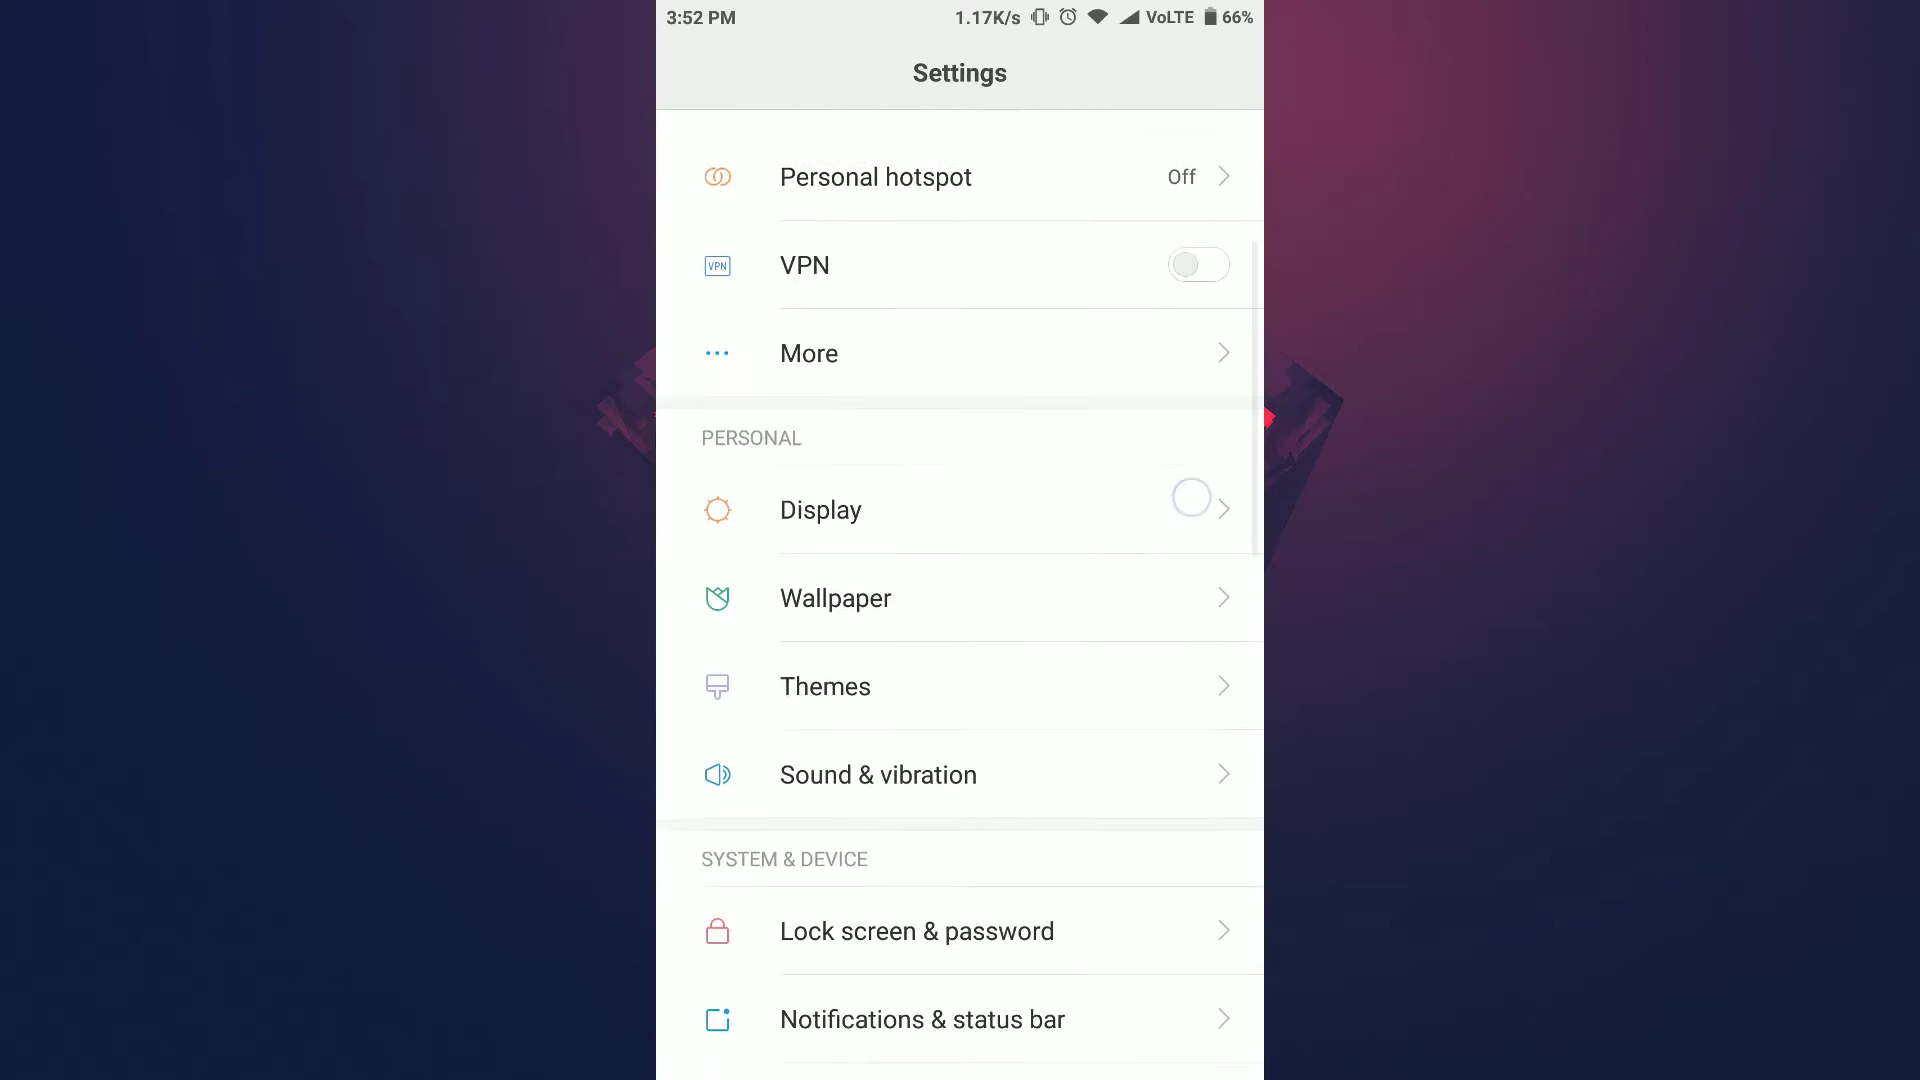 3:52 PM 1.17K/s VoLTE 66%
Settings
Personal hotspot Off
VPN VPN
More
PERSONAL
Display
Wallpaper
Themes
Sound & vibration
SYSTEM & DEVICE
Lock screen & password
Notifications & status bar